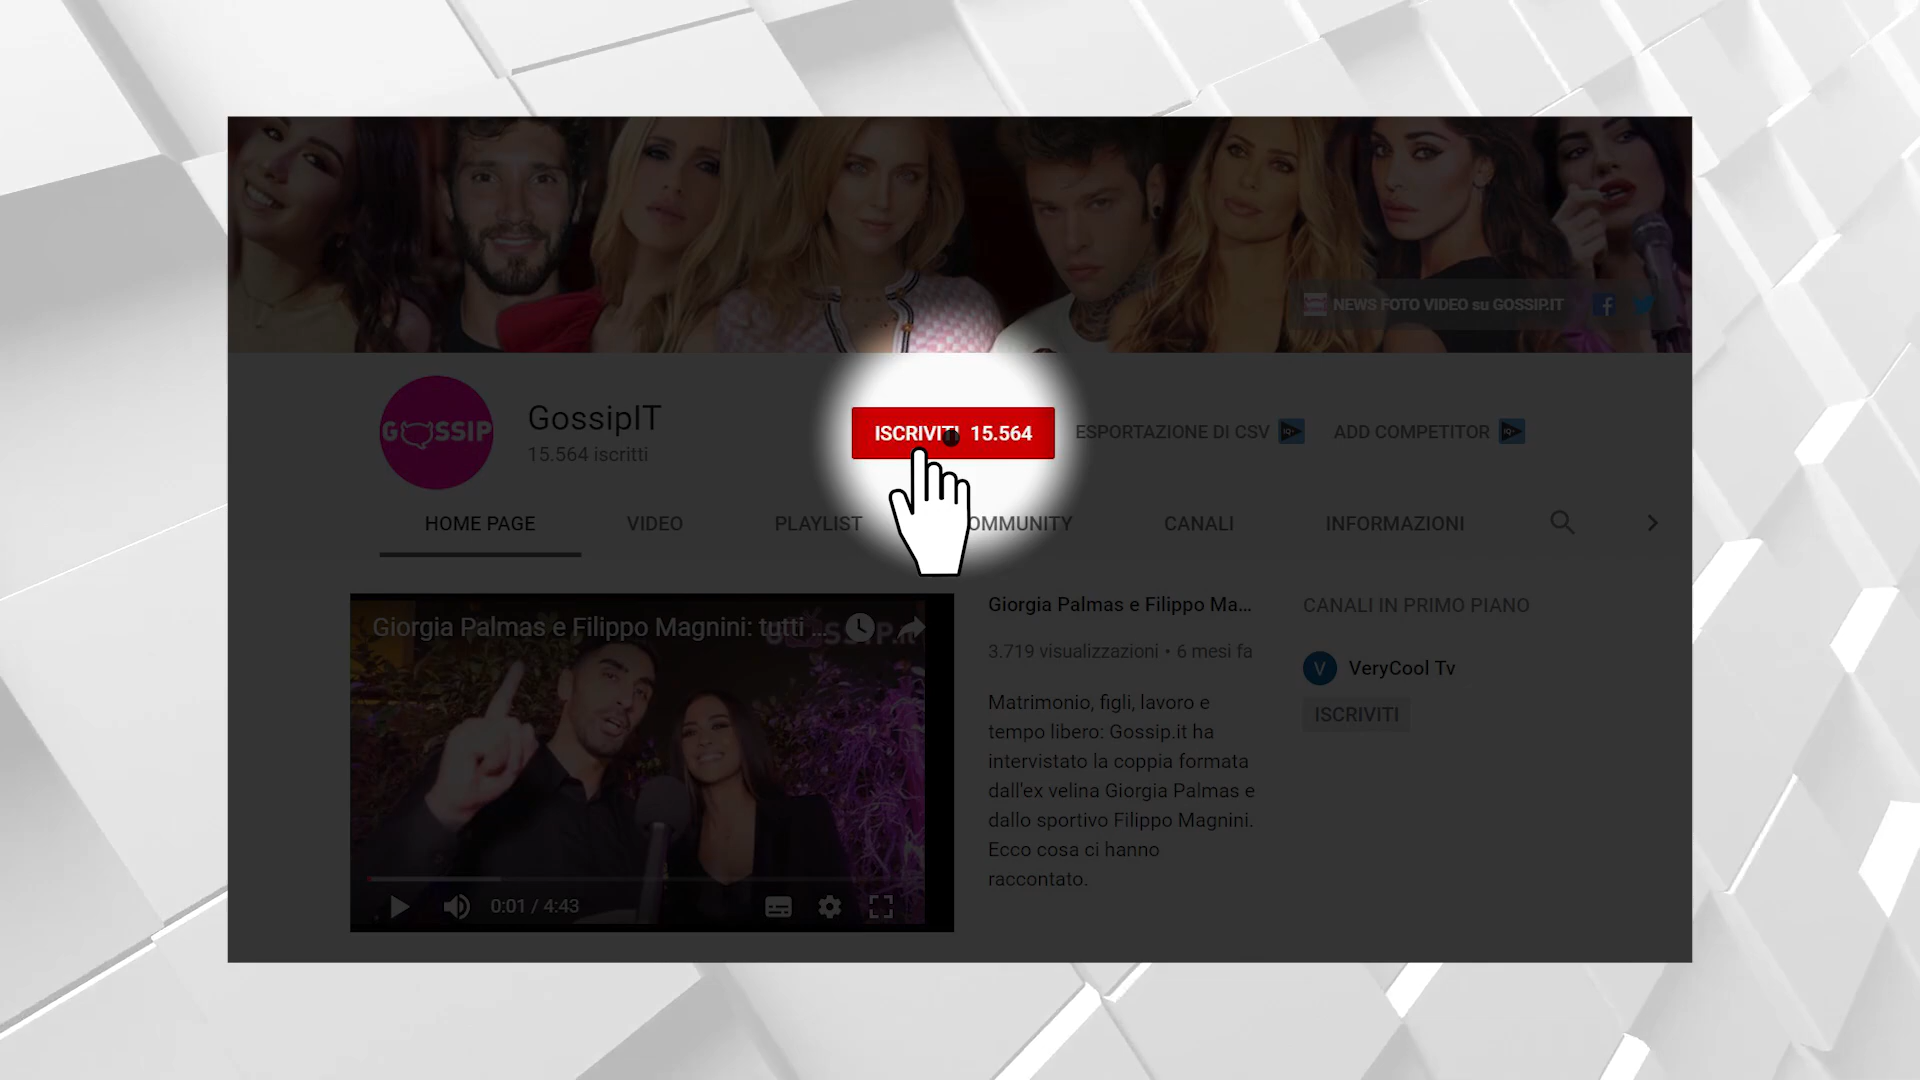 NEWS FOTO VIDEO su GOSSIP.IT
GOSSIP
GossipIT
15.564 iscritti
ISCRIVITI 15.564
ESPORTAZIONE DI CSV
ADD COMPETITOR
HOME PAGE
VIDEO
PLAYLIST
OMMUNITY
CANALI
INFORMAZIONI
Giorgia Palmas e Filippo Magnini: tutti ...
GOSSIP.it
0:01 / 4:43
Giorgia Palmas e Filippo Ma...
3.719 visualizzazioni • 6 mesi fa
Matrimonio, figli, lavoro e
tempo libero: Gossip.it ha
intervistato la coppia formata
dall'ex velina Giorgia Palmas e
dallo sportivo Filippo Magnini.
Ecco cosa ci hanno
raccontato.
CANALI IN PRIMO PIANO
V VeryCool Tv
ISCRIVITI